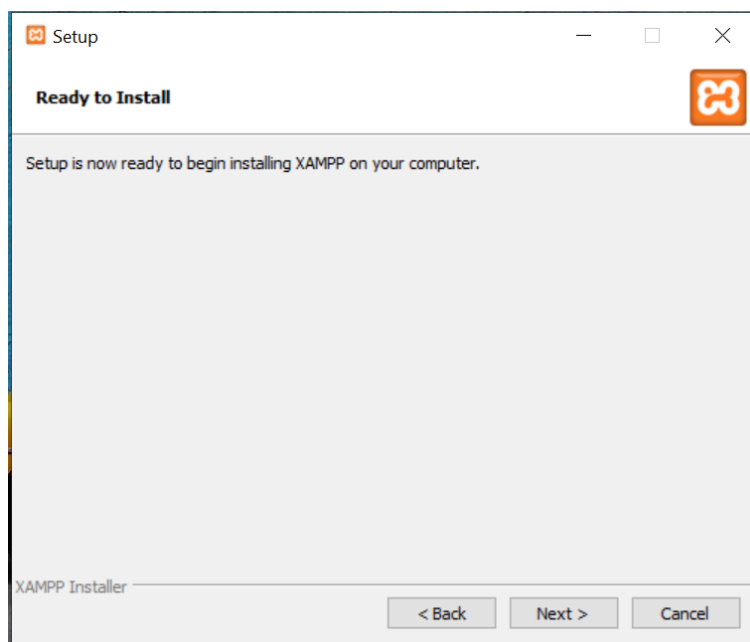 Setup
Ready to Install
Setup is now ready to begin installing XAMPP on your computer.
XAMPP Installer
< Back Next > Cancel